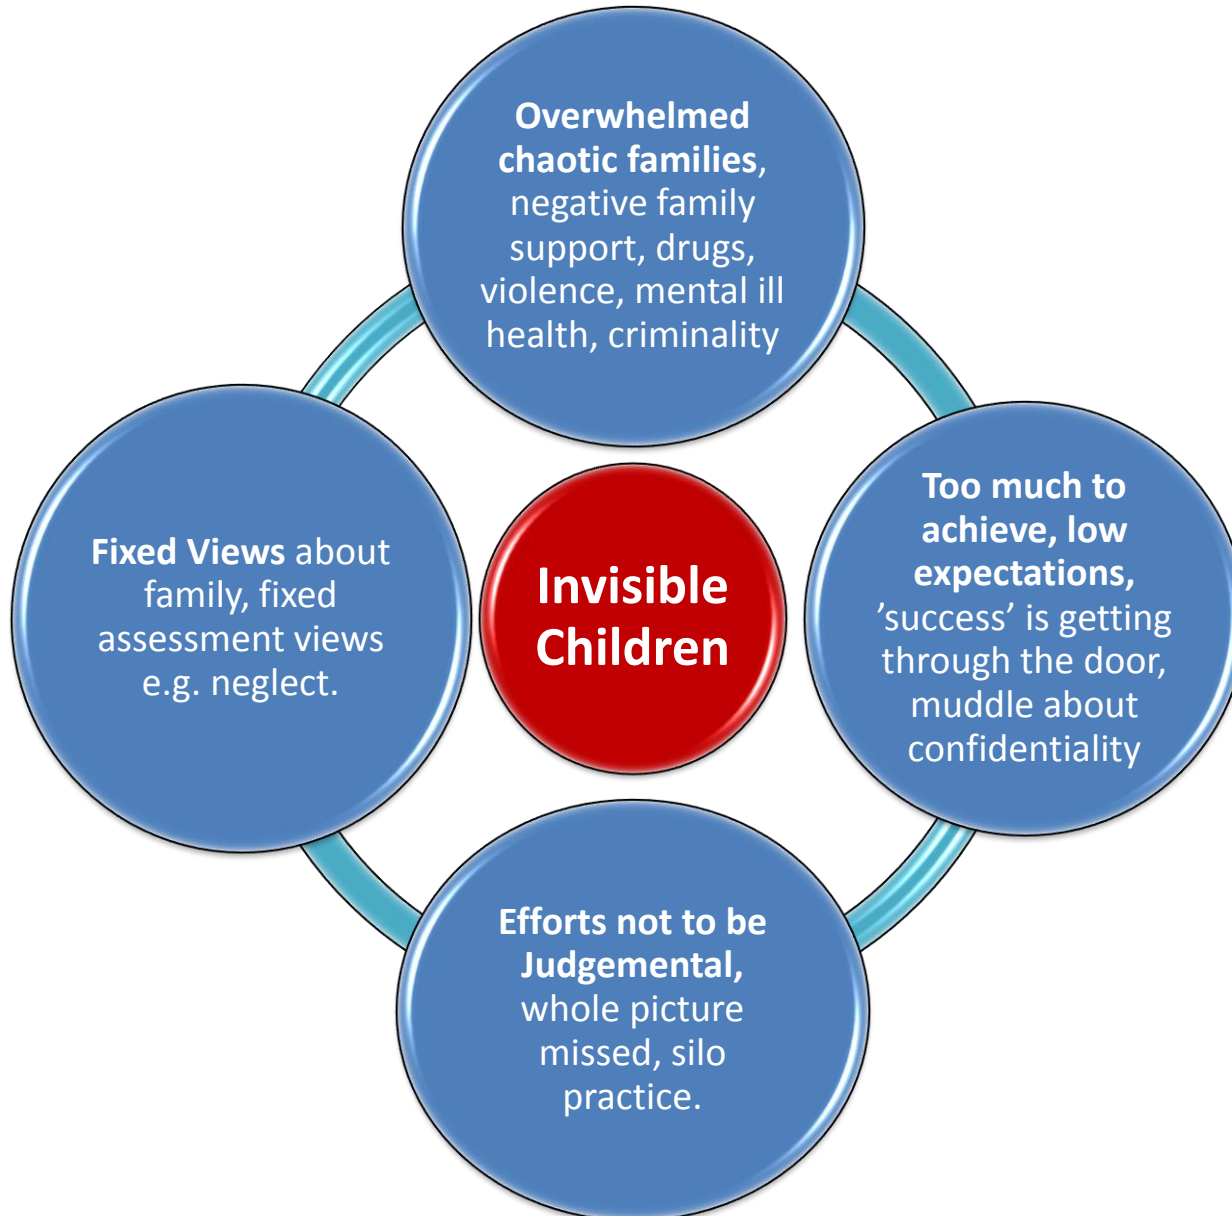 Overwhelmed
chaotic families,
negative family
support, drugs,
violence, mental ill
health, criminality
Too much to
achieve, low
expectations,
’success’ is getting
through the door,
muddle about
confidentiality
Efforts not to be
Judgemental,
whole picture
missed, silo
practice.
Fixed Views about
family, fixed
assessment views
e.g. neglect.
Invisible
Children